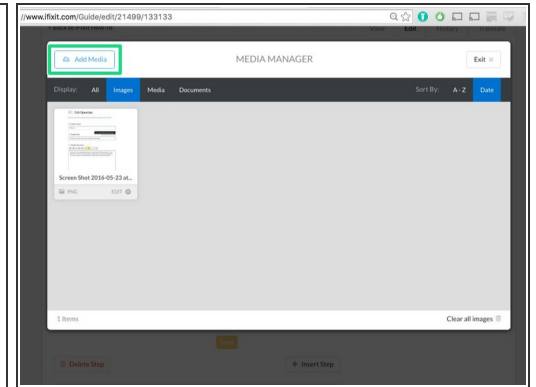 //www.ifixit.com/Guide/edit/21499/133133
View Edit History Translate
Add Media
MEDIA MANAGER
Exit ×
Display: All Images Media Documents
Sort By: A - Z Date
Screen Shot 2016-05-23 at...
PNG EDIT
1 Items
Clear all images
Delete Step
Insert Step